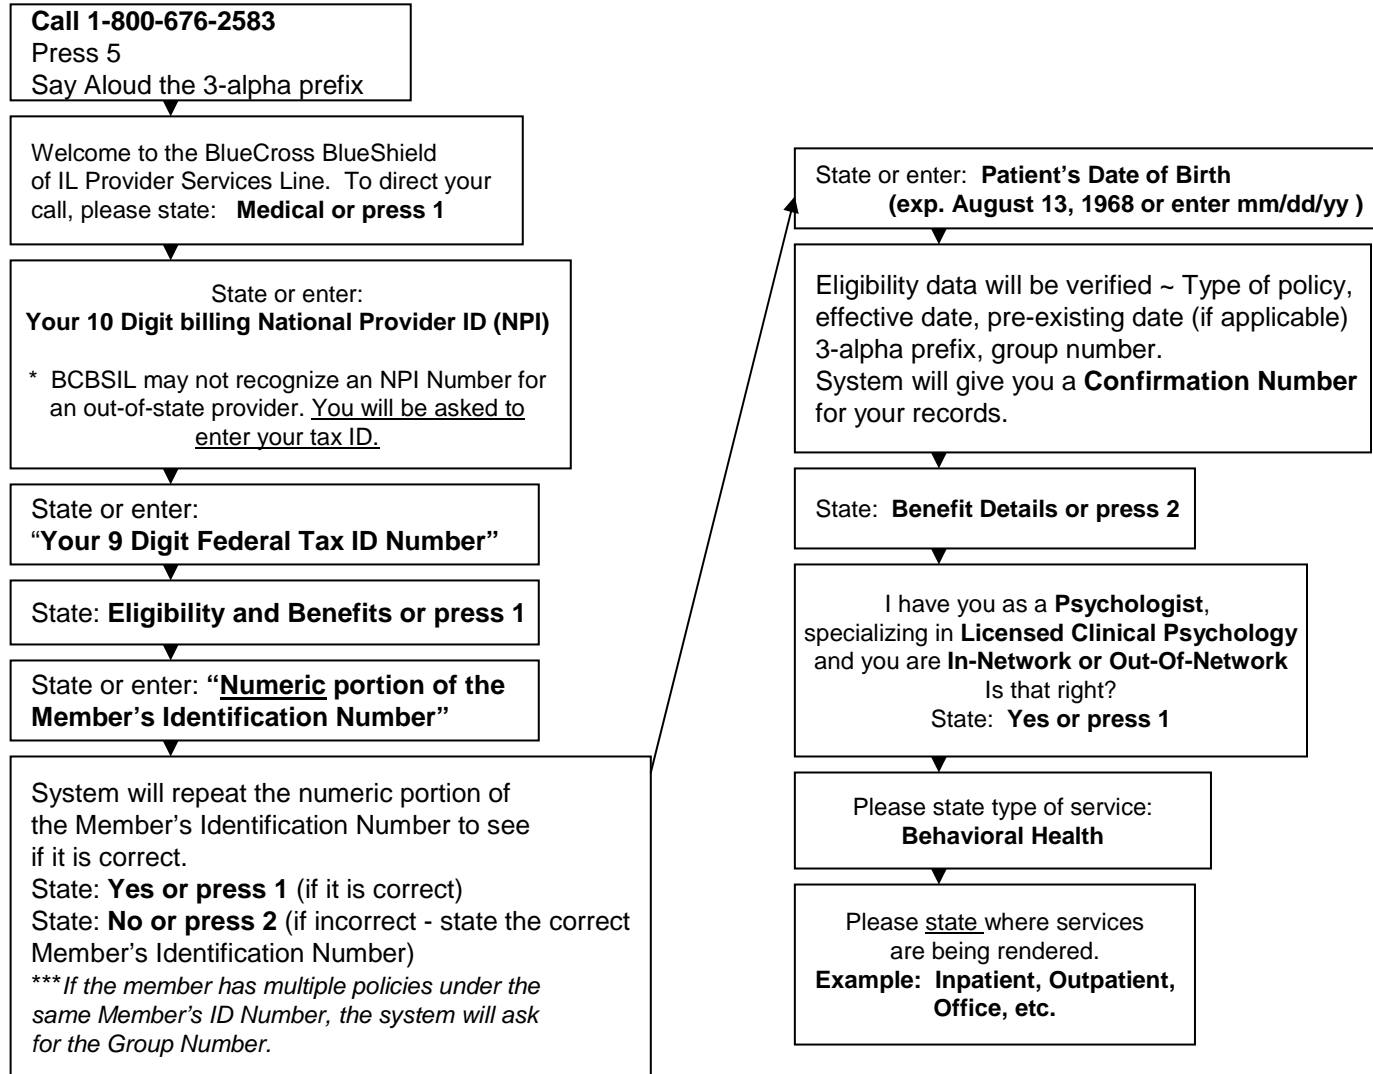 Call 1-800-676-2583
Press 5
Say Aloud the 3-alpha prefix
Welcome to the BlueCross BlueShield
of IL Provider Services Line. To direct your
call, please state: Medical or press 1
State or enter:
Your 10 Digit billing National Provider ID (NPI)
* BCBSIL may not recognize an NPI Number for
an out-of-state provider. You will be asked to
enter your tax ID.
State or enter:
“Your 9 Digit Federal Tax ID Number”
State: Eligibility and Benefits or press 1
State or enter: “Numeric portion of the
Member’s Identification Number”
System will repeat the numeric portion of
the Member’s Identification Number to see
if it is correct.
State: Yes or press 1 (if it is correct)
State: No or press 2 (if incorrect - state the correct
Member’s Identification Number)
***If the member has multiple policies under the
same Member’s ID Number, the system will ask
for the Group Number.
State or enter: Patient’s Date of Birth
(exp. August 13, 1968 or enter mm/dd/yy )
Eligibility data will be verified ~ Type of policy,
effective date, pre-existing date (if applicable)
3-alpha prefix, group number.
System will give you a Confirmation Number
for your records.
State: Benefit Details or press 2
I have you as a Psychologist,
specializing in Licensed Clinical Psychology
and you are In-Network or Out-Of-Network
Is that right?
State: Yes or press 1
Please state type of service:
Behavioral Health
Please state where services
are being rendered.
Example: Inpatient, Outpatient,
Office, etc.